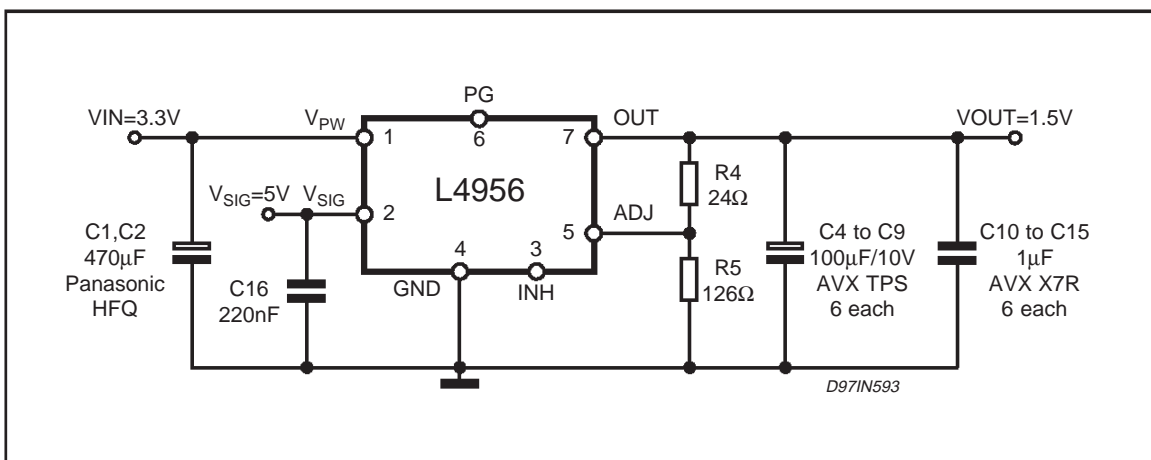 PG
VIN=3.3V
VPW
1
6
7
OUT
VOUT=1.5V
L4956
R4
24Ω
VSIG=5V
VSIG
2
ADJ
5
C1,C2
470µF
Panasonic
HFQ
C16
220nF
4
3
GND
INH
R5
126Ω
C4 to C9
100µF/10V
AVX TPS
6 each
C10 to C15
1µF
AVX X7R
6 each
D97IN593